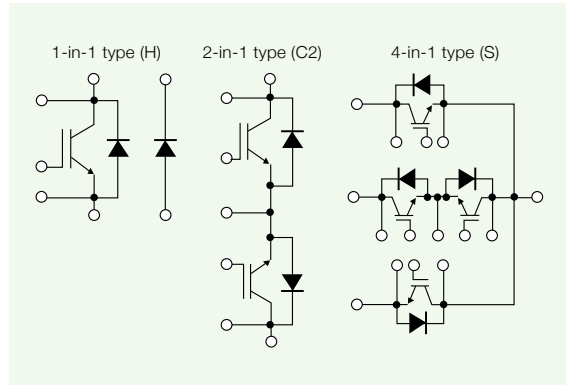 1-in-1 type (H)
2-in-1 type (C2)
4-in-1 type (S)